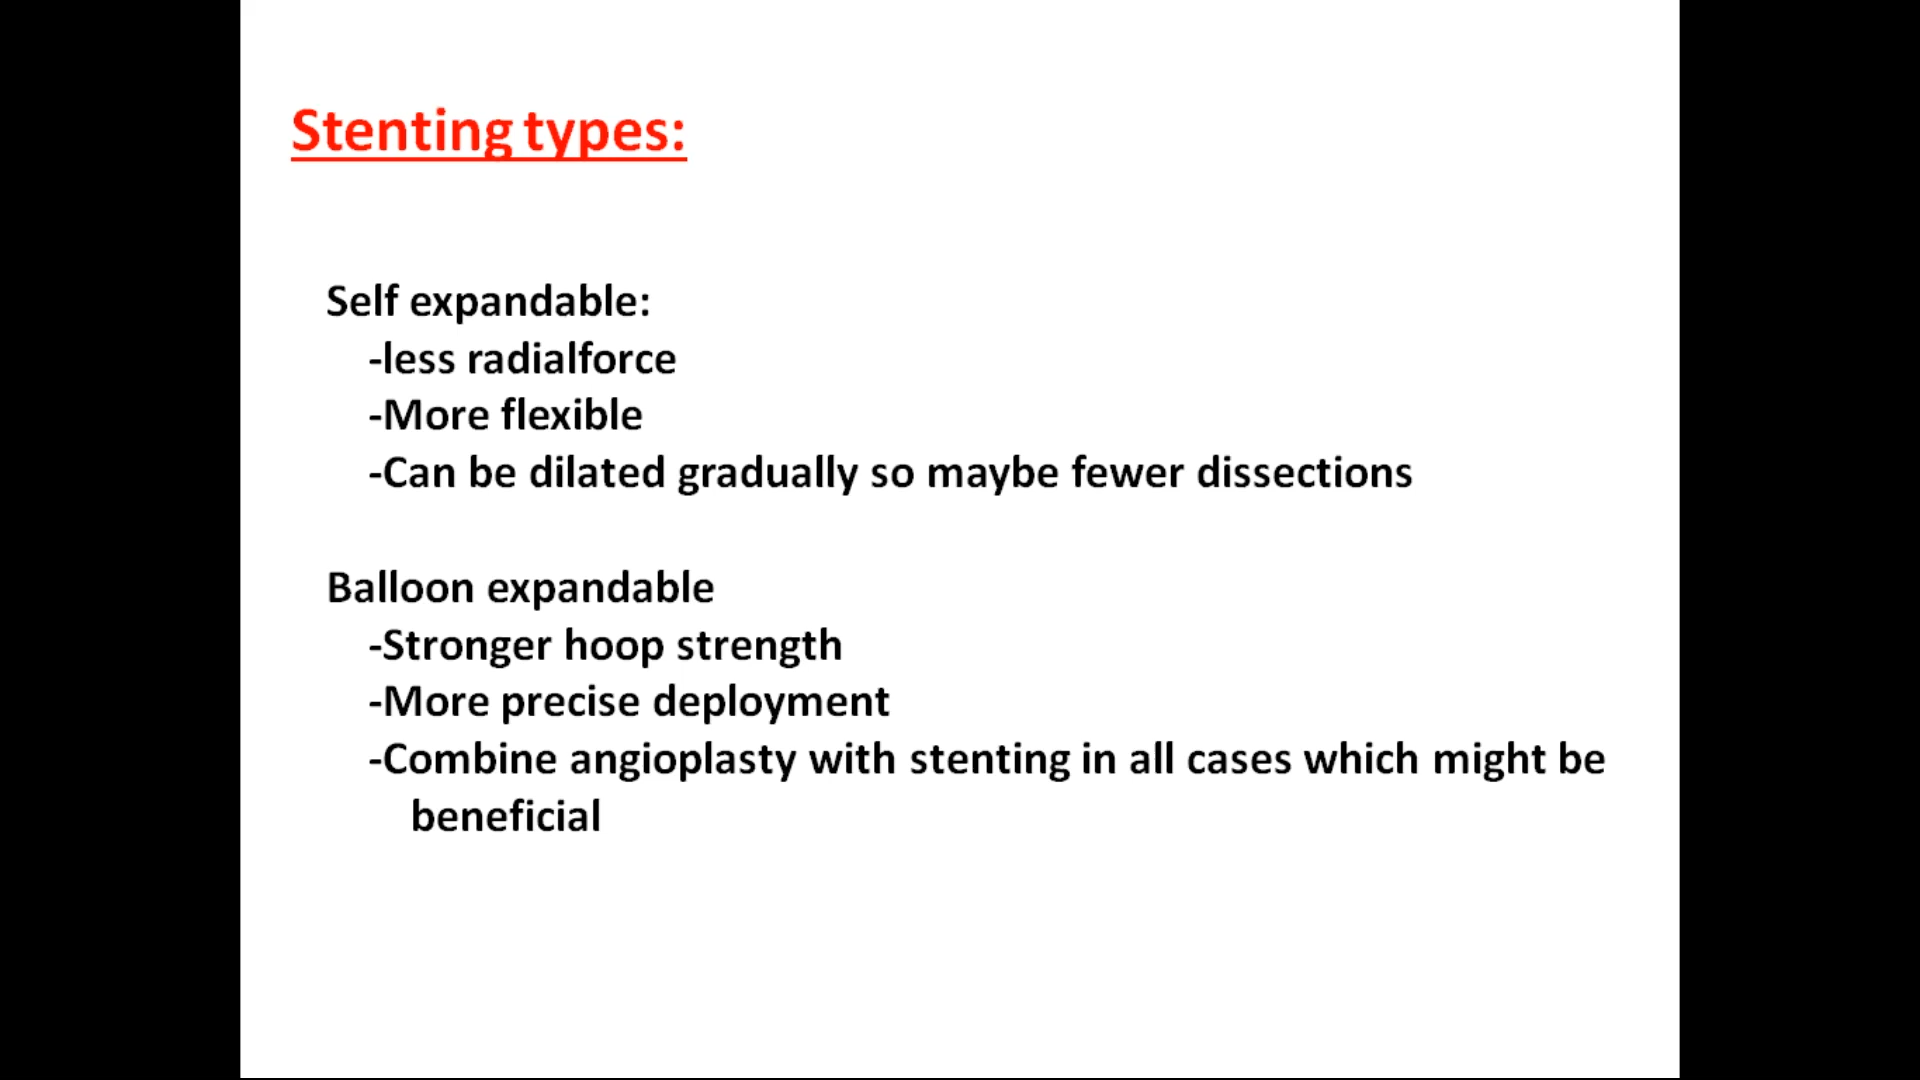 Stenting types:
Self expandable:
-less radialforce
-More flexible
-Can be dilated gradually so maybe fewer dissections
Balloon expandable
-Stronger hoop strength
-More precise deployment
-Combine angioplasty with stenting in all cases which might be
beneficial